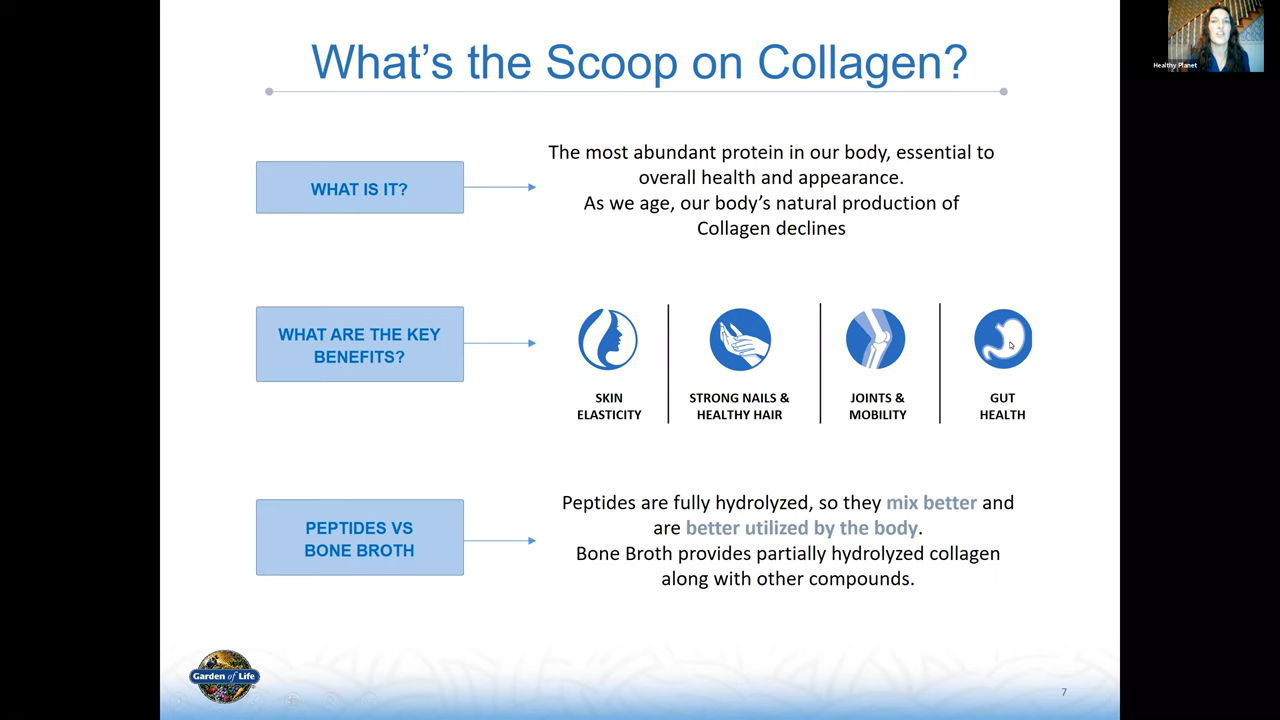 What's the Scoop on Collagen?
Healthy Planet
WHAT IS IT?
The most abundant protein in our body, essential to
overall health and appearance.
As we age, our body's natural production of
Collagen declines
WHAT ARE THE KEY
BENEFITS?
SKIN
ELASTICITY
STRONG NAILS &
HEALTHY HAIR
JOINTS &
MOBILITY
GUT
HEALTH
PEPTIDES VS
BONE BROTH
Peptides are fully hydrolyzed, so they mix better and
are better utilized by the body.
Bone Broth provides partially hydrolyzed collagen
along with other compounds.
Garden of Life
7